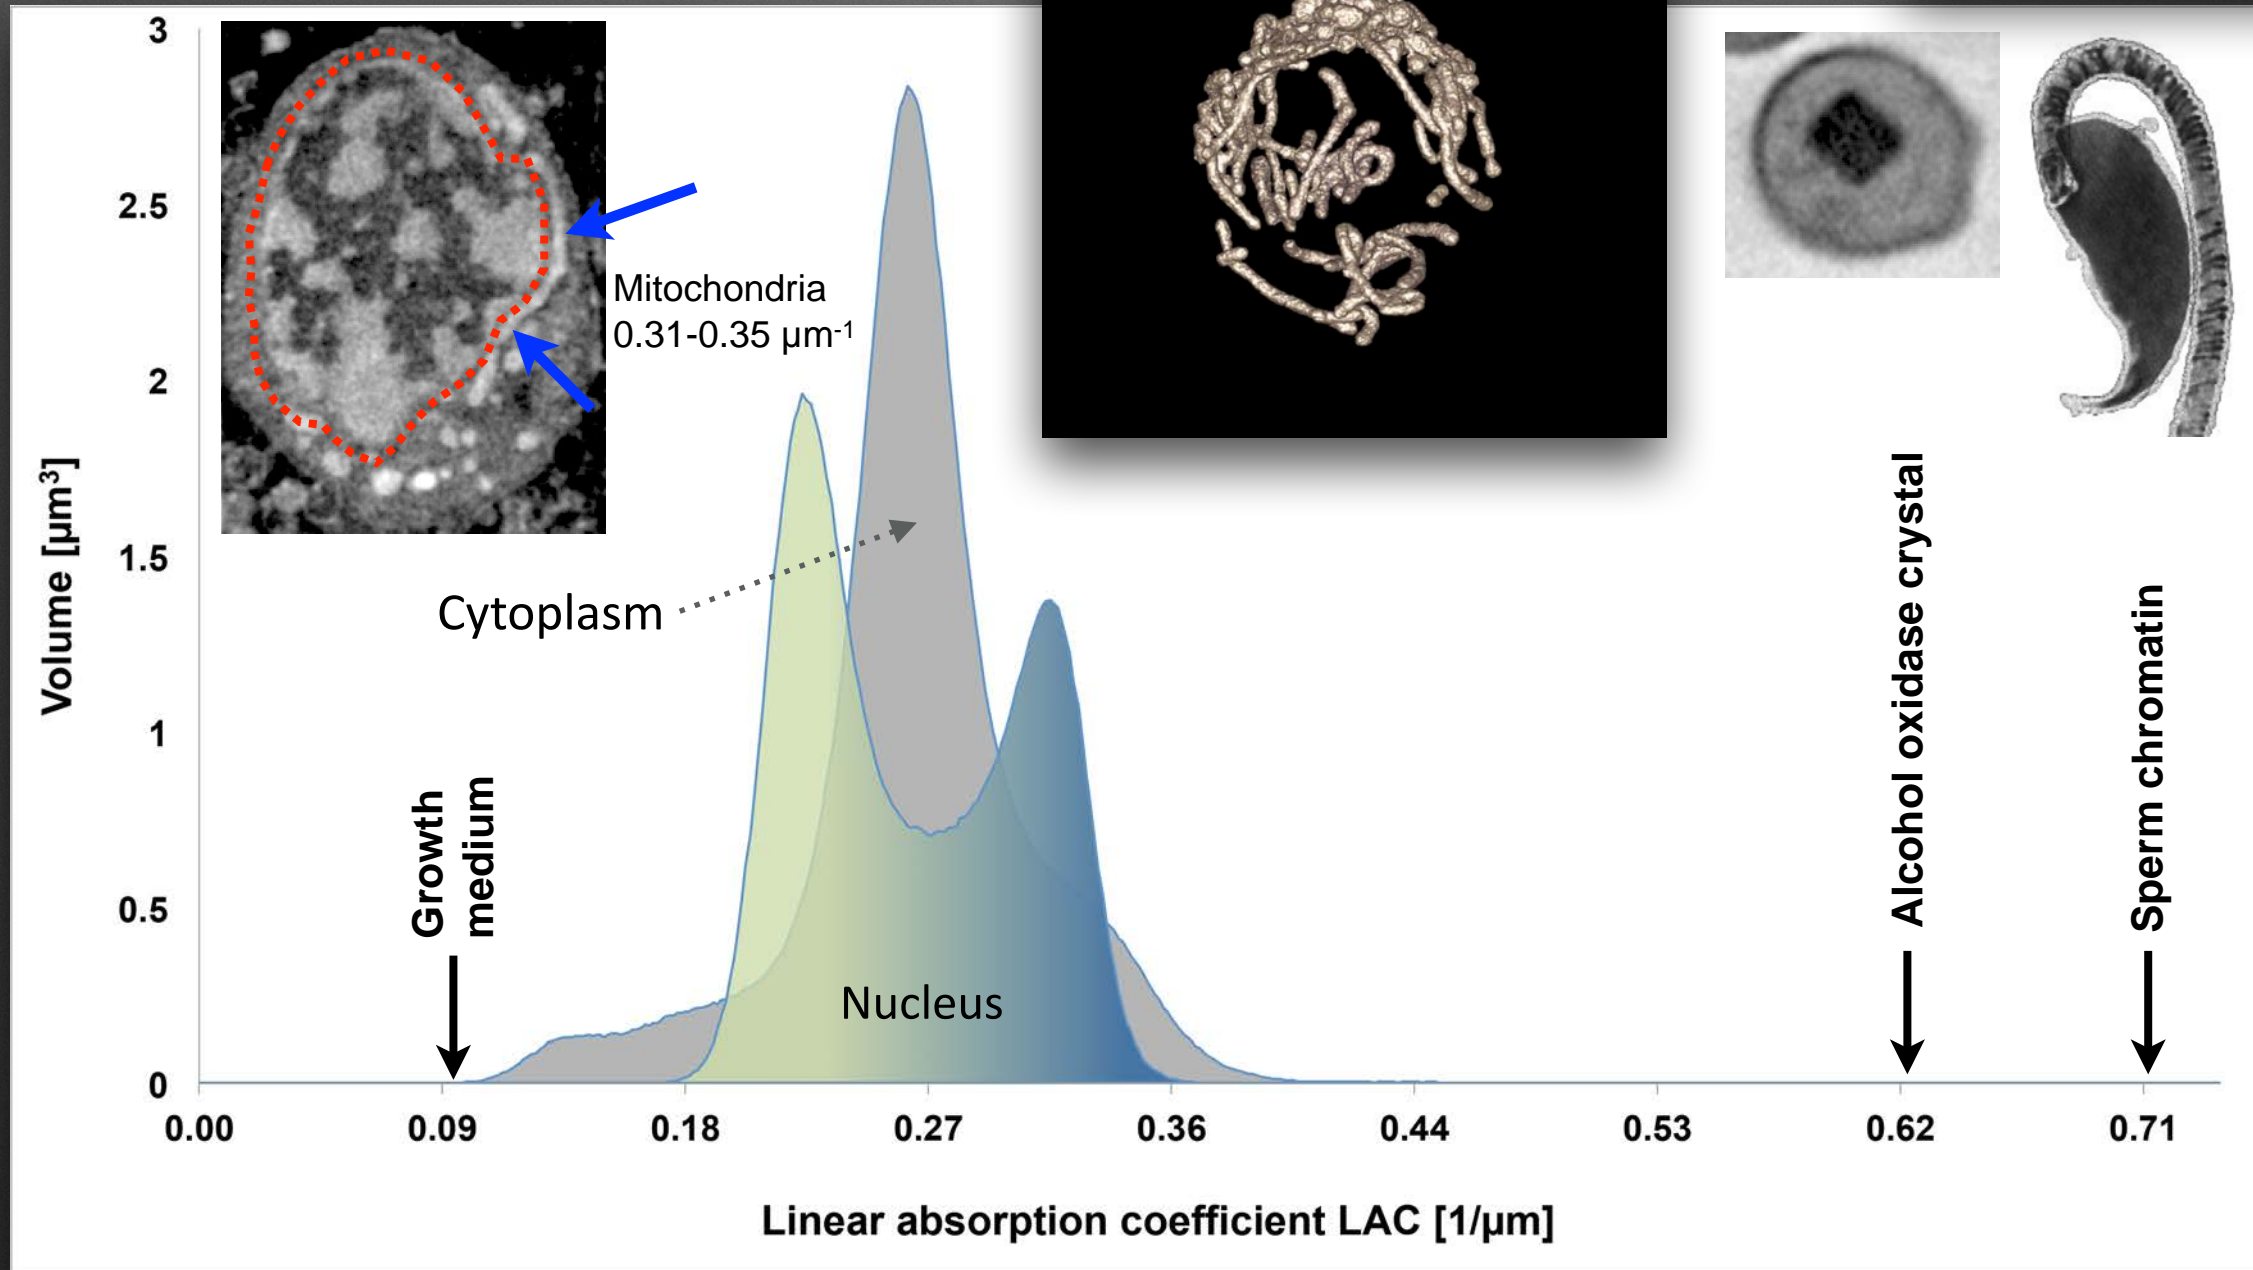 3
2.5
2
1.5
1
0.5
0
Volume [µm³]
Mitochondria
0.31-0.35 µm⁻¹
Cytoplasm
Nucleus
Growth
medium
Alcohol oxidase crystal
Sperm chromatin
0.00 0.09 0.18 0.27 0.36 0.44 0.53 0.62 0.71
Linear absorption coefficient LAC [1/µm]